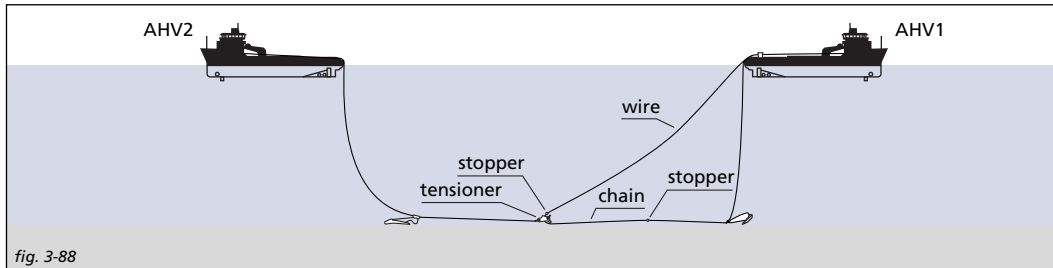 AHV2
AHV1
wire
stopper
stopper
tensioner
chain
fig. 3-88